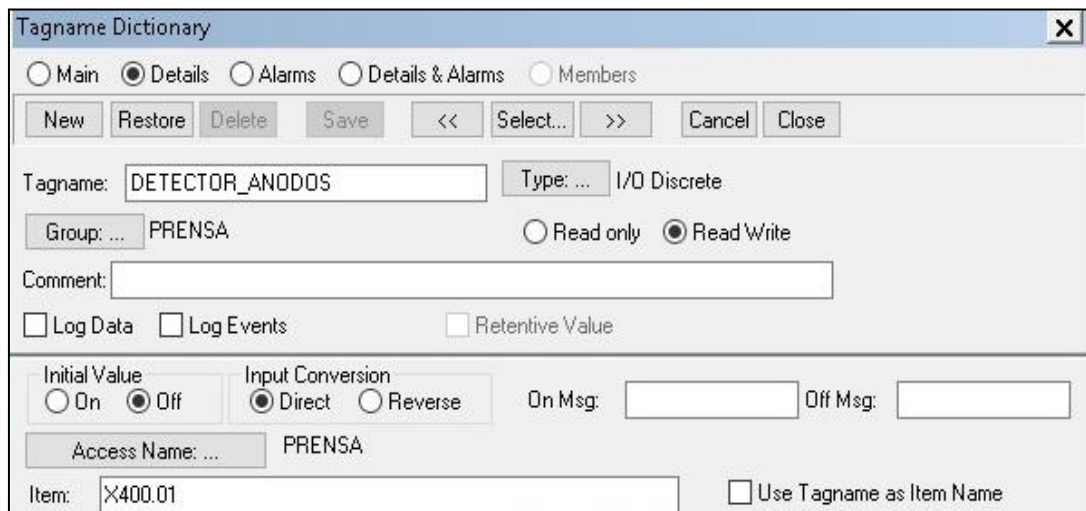 Tagname Dictionary
Main Details Alarms Details & Alarms Members
New Restore Delete Save << Select... >> Cancel Close
Tagname: DETECTOR_ANODOS Type: ... I/O Discrete
Group: ... PRENSA Read only Read Write
Comment:
Log Data Log Events Retentive Value
Initial Value Input Conversion
On Off Direct Reverse On Msg: Off Msg:
Access Name: ... PRENSA
Item: X400.01 Use Tagname as Item Name